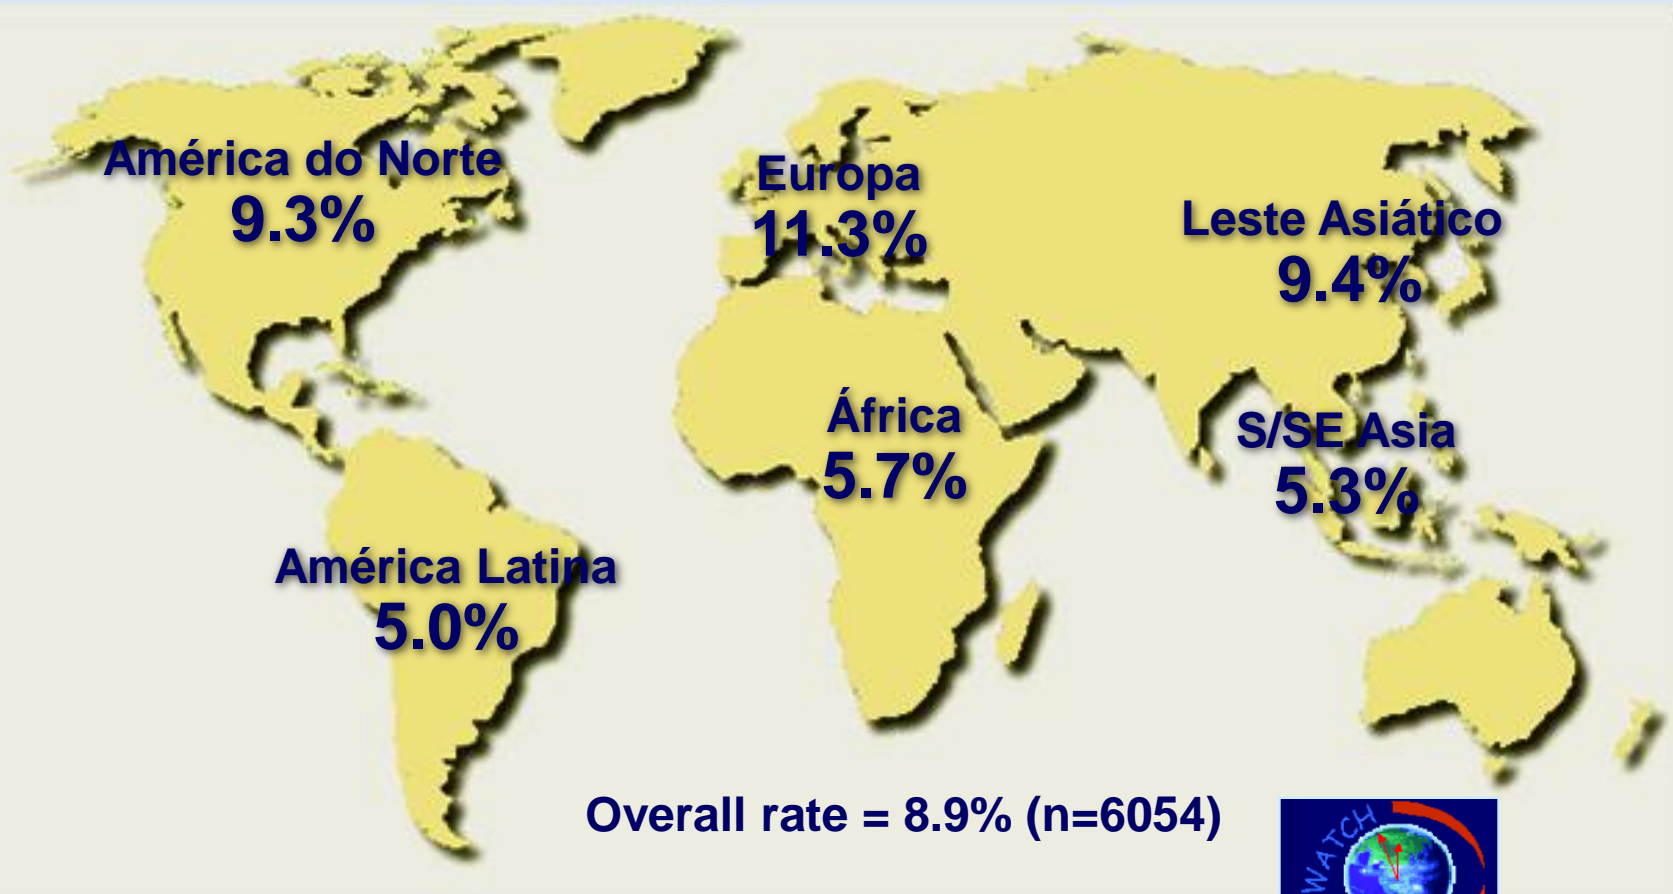 América do Norte
9.3%
Europa
11.3%
Leste Asiático
9.4%
África
5.7%
S/SE Asia
5.3%
América Latina
5.0%
Overall rate = 8.9% (n=6054)
WATCH